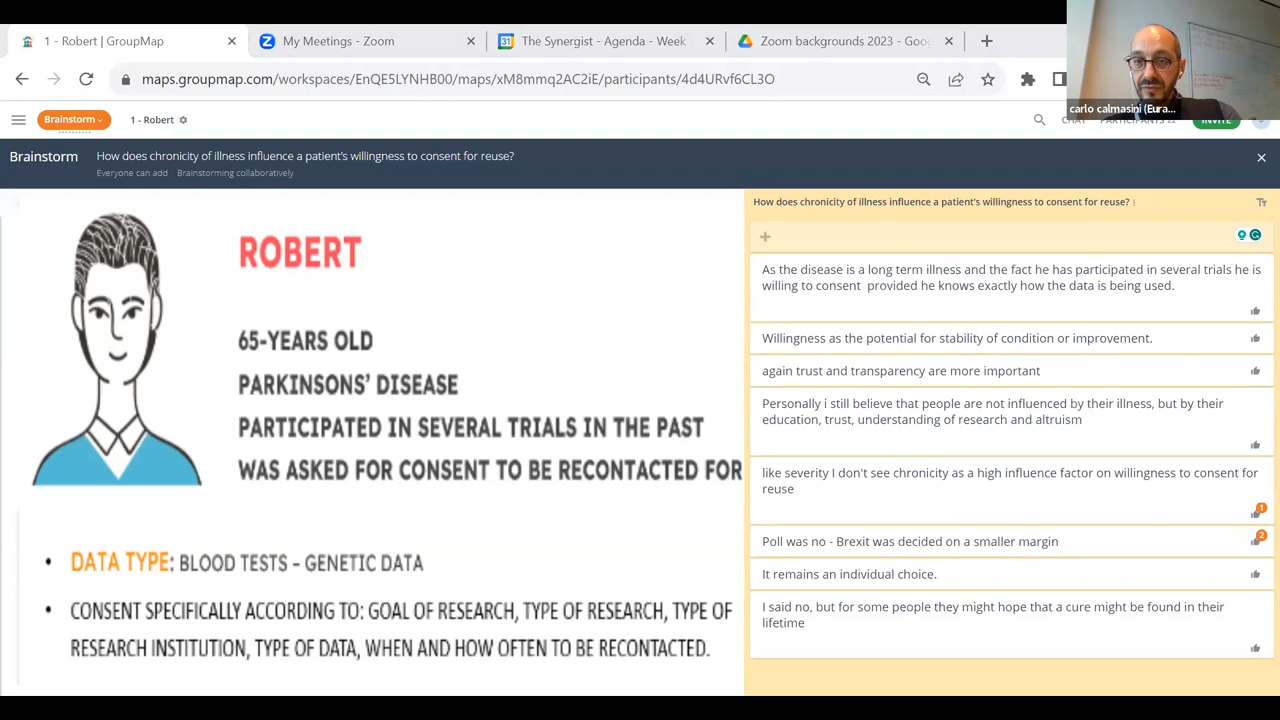 1 - Robert | GroupMap
My Meetings - Zoom
31 The Synergist - Agenda - Week
Zoom backgrounds 2023 - Goo
maps.groupmap.com/workspaces/EnQE5LYNHB00/maps/xM8mmq2AC2iE/participants/4d4URvf6CL3O
carlo calmasini (Eura...
Brainstorm
1 - Robert
CHAT
PARTICIPANTS 22
INVITE
Brainstorm
How does chronicity of illness influence a patient's willingness to consent for reuse?
Everyone can add Brainstorming collaboratively
ROBERT
65-YEARS OLD
PARKINSONS' DISEASE
PARTICIPATED IN SEVERAL TRIALS IN THE PAST
WAS ASKED FOR CONSENT TO BE RECONTACTED FOR
• DATA TYPE: BLOOD TESTS – GENETIC DATA
• CONSENT SPECIFICALLY ACCORDING TO: GOAL OF RESEARCH, TYPE OF RESEARCH, TYPE OF
RESEARCH INSTITUTION, TYPE OF DATA, WHEN AND HOW OFTEN TO BE RECONTACTED.
How does chronicity of illness influence a patient's willingness to consent for reuse?
As the disease is a long term illness and the fact he has participated in several trials he is
willing to consent provided he knows exactly how the data is being used.
Willingness as the potential for stability of condition or improvement.
again trust and transparency are more important
Personally i still believe that people are not influenced by their illness, but by their
education, trust, understanding of research and altruism
like severity I don't see chronicity as a high influence factor on willingness to consent for
reuse
1
Poll was no - Brexit was decided on a smaller margin
2
It remains an individual choice.
I said no, but for some people they might hope that a cure might be found in their
lifetime